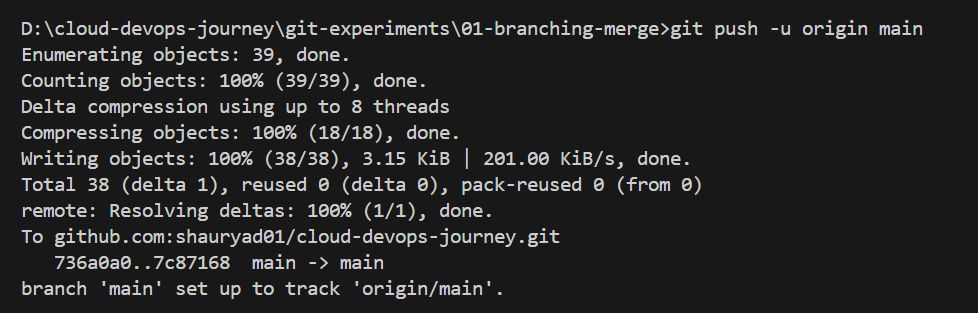 D:\cloud-devops-journey\git-experiments\01-branching-merge>git push -u origin main
Enumerating objects: 39, done.
Counting objects: 100% (39/39), done.
Delta compression using up to 8 threads
Compressing objects: 100% (18/18), done.
Writing objects: 100% (38/38), 3.15 KiB | 201.00 KiB/s, done.
Total 38 (delta 1), reused 0 (delta 0), pack-reused 0 (from 0)
remote: Resolving deltas: 100% (1/1), done.
To github.com:shauryad01/cloud-devops-journey.git
   736a0a0..7c87168  main -> main
branch 'main' set up to track 'origin/main'.